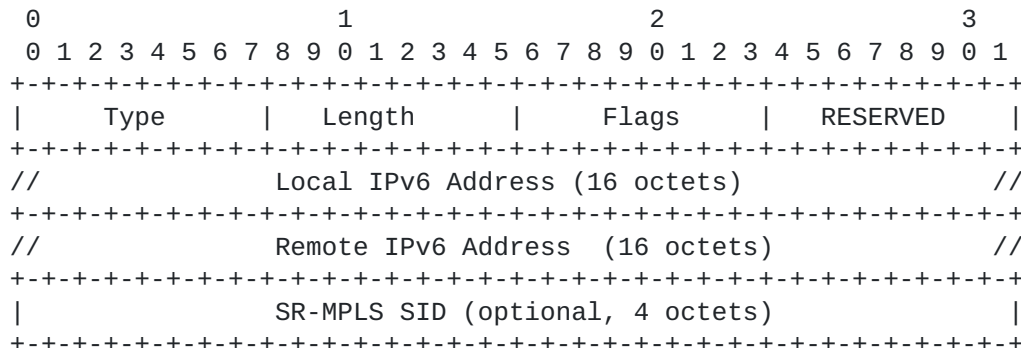 0                   1                   2                   3
 0 1 2 3 4 5 6 7 8 9 0 1 2 3 4 5 6 7 8 9 0 1 2 3 4 5 6 7 8 9 0 1
+-+-+-+-+-+-+-+-+-+-+-+-+-+-+-+-+-+-+-+-+-+-+-+-+-+-+-+-+-+-+-+-+
|      Type     |   Length      |     Flags     |   RESERVED    |
+-+-+-+-+-+-+-+-+-+-+-+-+-+-+-+-+-+-+-+-+-+-+-+-+-+-+-+-+-+-+-+-+
//               Local IPv6 Address (16 octets)                //
+-+-+-+-+-+-+-+-+-+-+-+-+-+-+-+-+-+-+-+-+-+-+-+-+-+-+-+-+-+-+-+-+
//               Remote IPv6 Address  (16 octets)              //
+-+-+-+-+-+-+-+-+-+-+-+-+-+-+-+-+-+-+-+-+-+-+-+-+-+-+-+-+-+-+-+-+
|                SR-MPLS SID (optional, 4 octets)               |
+-+-+-+-+-+-+-+-+-+-+-+-+-+-+-+-+-+-+-+-+-+-+-+-+-+-+-+-+-+-+-+-+